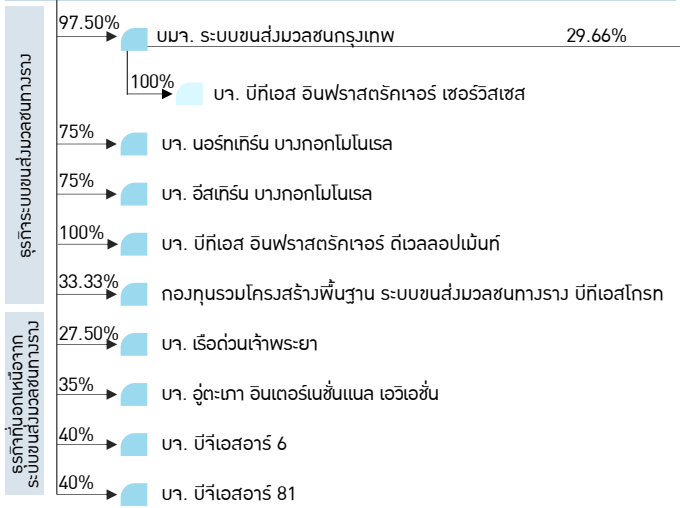 ธุรกิจระบบขนส่งมวลชนทางราง
97.50%
บมจ. ระบบขนส่งมวลชนกรุงเทพ 29.66%
100%
บจ. บีทีเอส อินฟราสตรัคเจอร์ เซอร์วิสเซส
75%
บจ. นอร์ทเทิร์น บางกอกโมโนเรล
75%
บจ. อีสเทิร์น บางกอกโมโนเรล
100%
บจ. บีทีเอส อินฟราสตรัคเจอร์ ดีเวลลอปเม้นท์
33.33%
กองทุนรวมโครงสร้างพื้นฐาน ระบบขนส่งมวลชนทางราง บีทีเอสโกรท
ธุรกิจที่นอกเหนือจาก
ระบบขนส่งมวลชนทางราง
27.50%
บจ. เรือด่วนเจ้าพระยา
35%
บจ. อู่ตะเภา อินเตอร์เนชั่นแนล เอวิเอชั่น
40%
บจ. บีจีเอสอาร์ 6
40%
บจ. บีจีเอสอาร์ 81